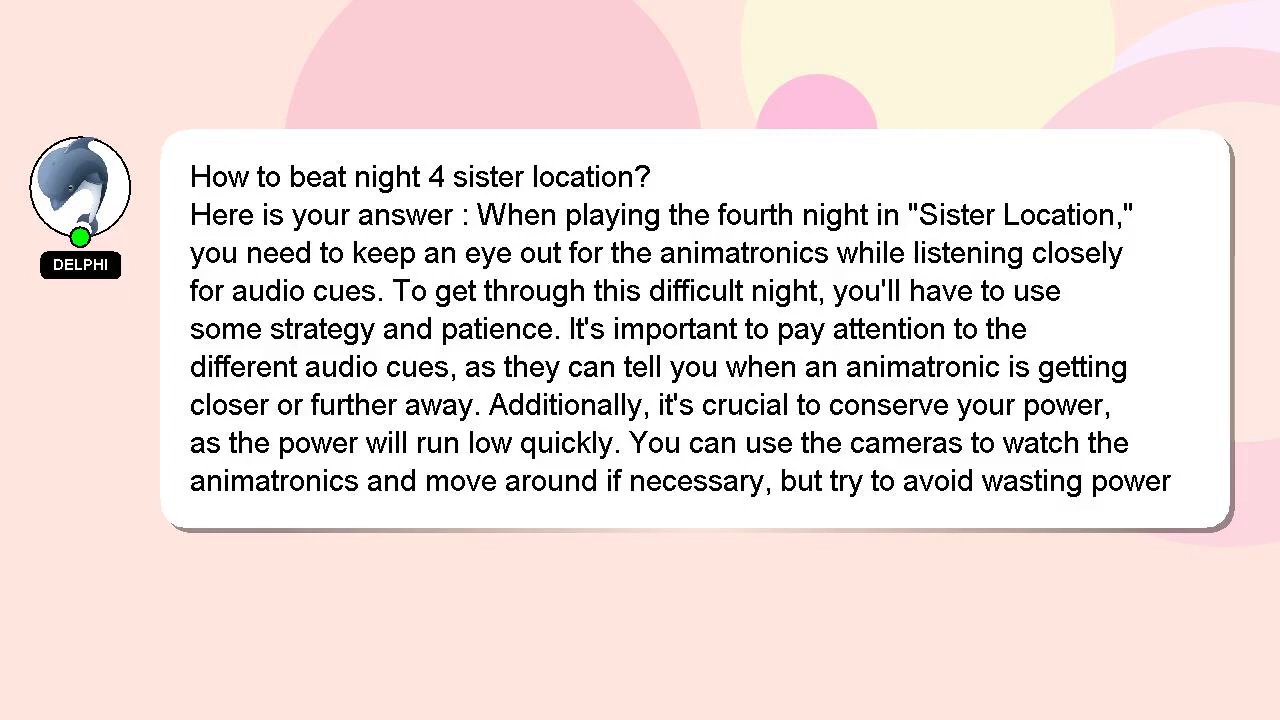 How to beat night 4 sister location?
Here is your answer : When playing the fourth night in "Sister Location,"
you need to keep an eye out for the animatronics while listening closely
for audio cues. To get through this difficult night, you'll have to use
some strategy and patience. It's important to pay attention to the
different audio cues, as they can tell you when an animatronic is getting
closer or further away. Additionally, it's crucial to conserve your power,
as the power will run low quickly. You can use the cameras to watch the
animatronics and move around if necessary, but try to avoid wasting power
DELPHI